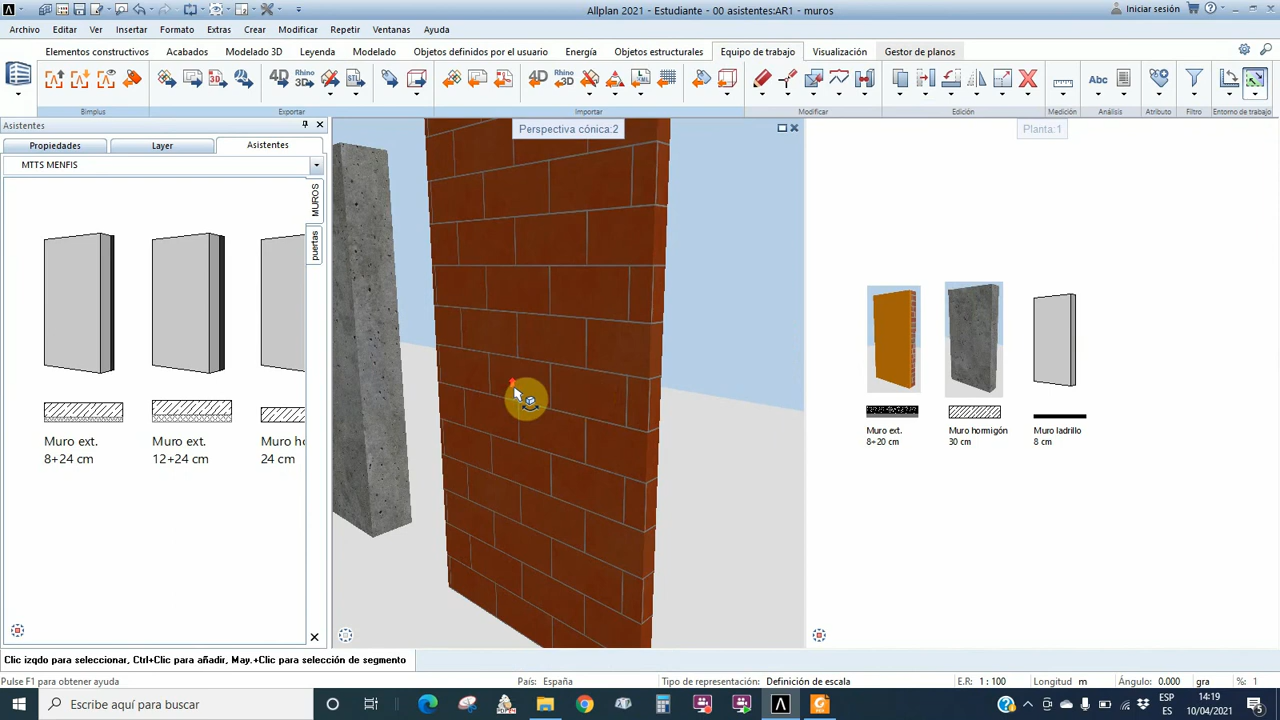 Allplan 2021 - Estudiante - 00 asistentes:AR1 - muros
Iniciar sesión
Archivo Editar Ver Insertar Formato Extras Crear Modificar Repetir Ventanas Ayuda
Elementos constructivos Acabados Modelado 3D Leyenda Modelado Objetos definidos por el usuario Energía Objetos estructurales Equipo de trabajo Visualización Gestor de planos
Bimplus Exportar Importar Modificar Edición Medición Análisis Atributo Filtro Entorno de trabajo
Asistentes
Perspectiva cónica:2
Planta:1
Propiedades Layer Asistentes
MTTS MENFIS
MUROS
puertas
Muro ext.
8+24 cm
Muro ext.
12+24 cm
Muro ho
24 cm
Muro ext.
8+20 cm
Muro hormigón
30 cm
Muro ladrillo
8 cm
Clic izqdo para seleccionar, Ctrl+Clic para añadir, May.+Clic para selección de segmento
Pulse F1 para obtener ayuda
País: España
Tipo de representación: Definición de escala
E.R: 1 : 100
Longitud m
Ángulo: 0.000 gra
%: 1
Escribe aquí para buscar
ESP
ES
14:19
10/04/2021